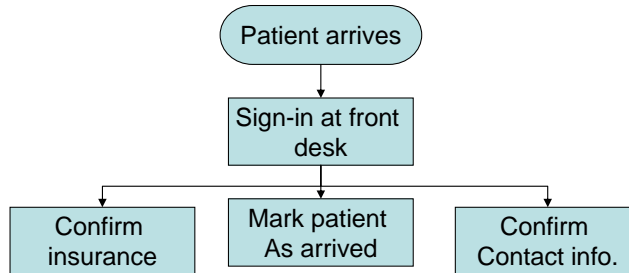 Patient arrives
Sign-in at front
desk
Confirm
insurance
Mark patient
As arrived
Confirm
Contact info.